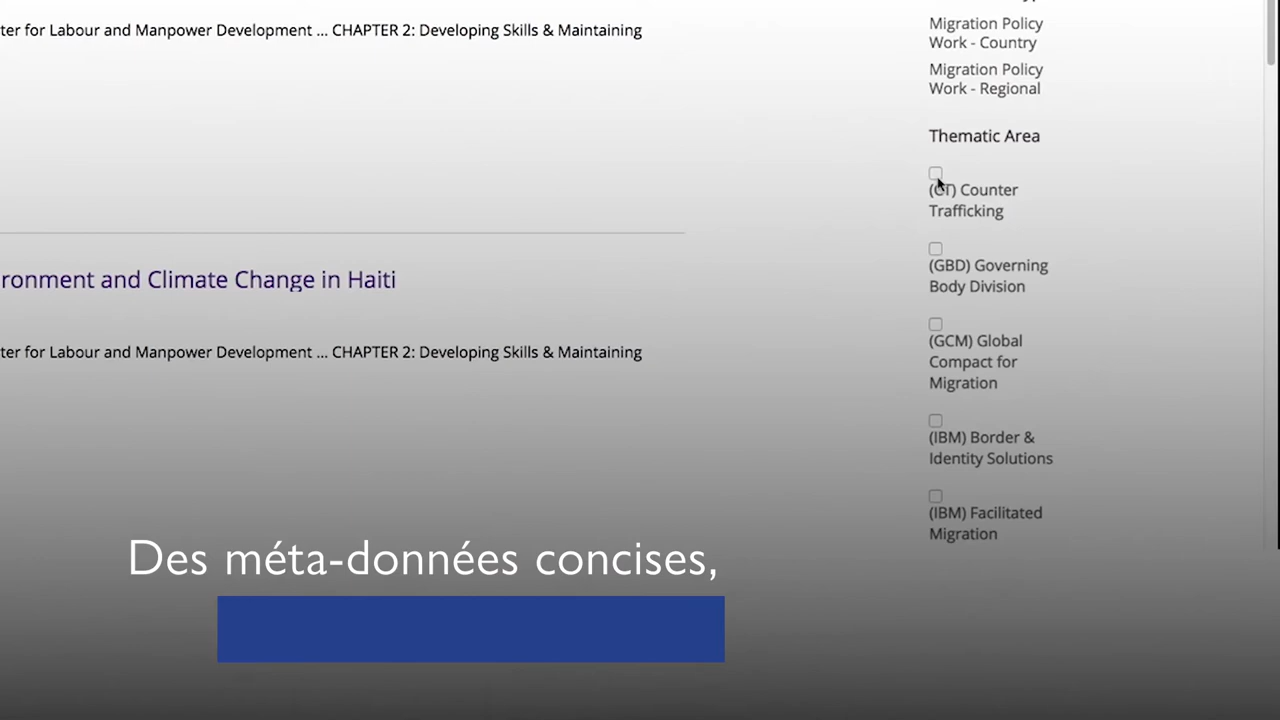 ter for Labour and Manpower Development ... CHAPTER 2: Developing Skills & Maintaining
ronment and Climate Change in Haiti
ter for Labour and Manpower Development ... CHAPTER 2: Developing Skills & Maintaining
Migration Policy
Work - Country
Migration Policy
Work - Regional
Thematic Area
(CT) Counter
Trafficking
(GBD) Governing
Body Division
(GCM) Global
Compact for
Migration
(IBM) Border &
Identity Solutions
(IBM) Facilitated
Migration
Des méta-données concises,